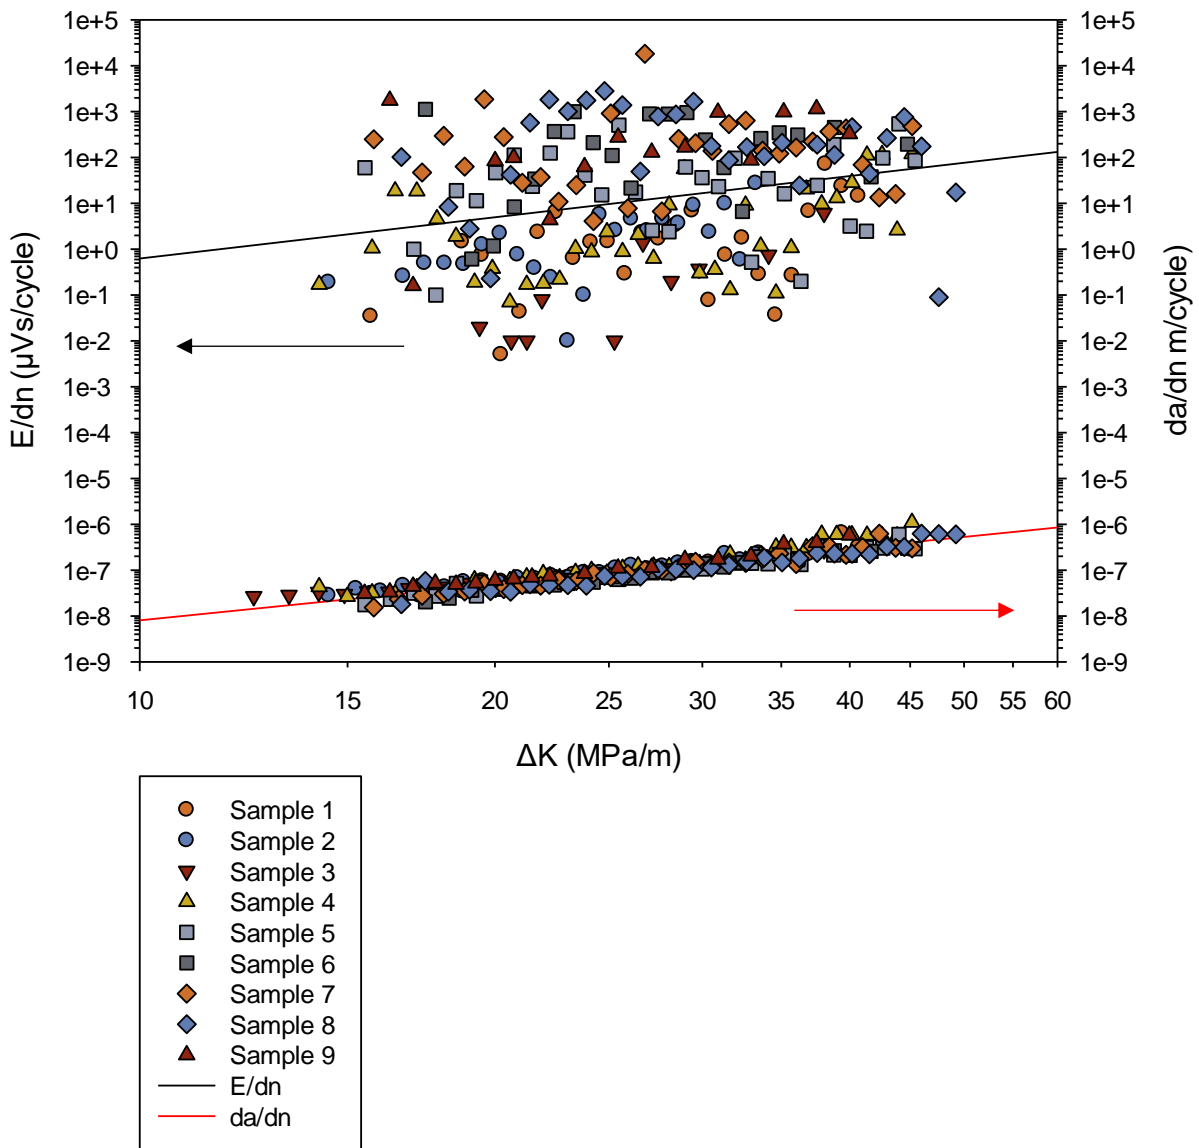 1e+5
1e+4
1e+3
1e+2
1e+1
1e+0
1e-1
1e-2
1e-3
1e-4
1e-5
1e-6
1e-7
1e-8
1e-9
E/dn (µVs/cycle)
1e+5
1e+4
1e+3
1e+2
1e+1
1e+0
1e-1
1e-2
1e-3
1e-4
1e-5
1e-6
1e-7
1e-8
1e-9
da/dn m/cycle)
10 15 20 25 30 35 40 45 50 55 60
ΔK (MPa/m)
Sample 1
Sample 2
Sample 3
Sample 4
Sample 5
Sample 6
Sample 7
Sample 8
Sample 9
E/dn
da/dn